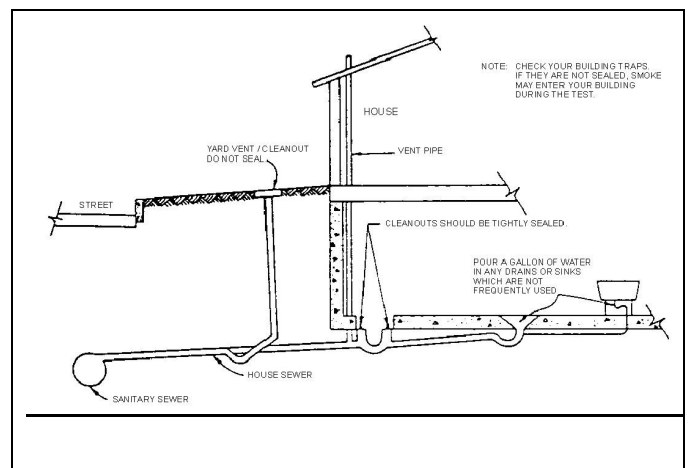 NOTE: CHECK YOUR BUILDING TRAPS.
IF THEY ARE NOT SEALED, SMOKE
MAY ENTER YOUR BUILDING
DURING THE TEST.
HOUSE
YARD VENT / CLEANOUT
DO NOT SEAL
VENT PIPE
STREET
CLEANOUTS SHOULD BE TIGHTLY SEALED.
POUR A GALLON OF WATER
IN ANY DRAINS OR SINKS
WHICH ARE NOT
FREQUENTLY USED
HOUSE SEWER
SANITARY SEWER